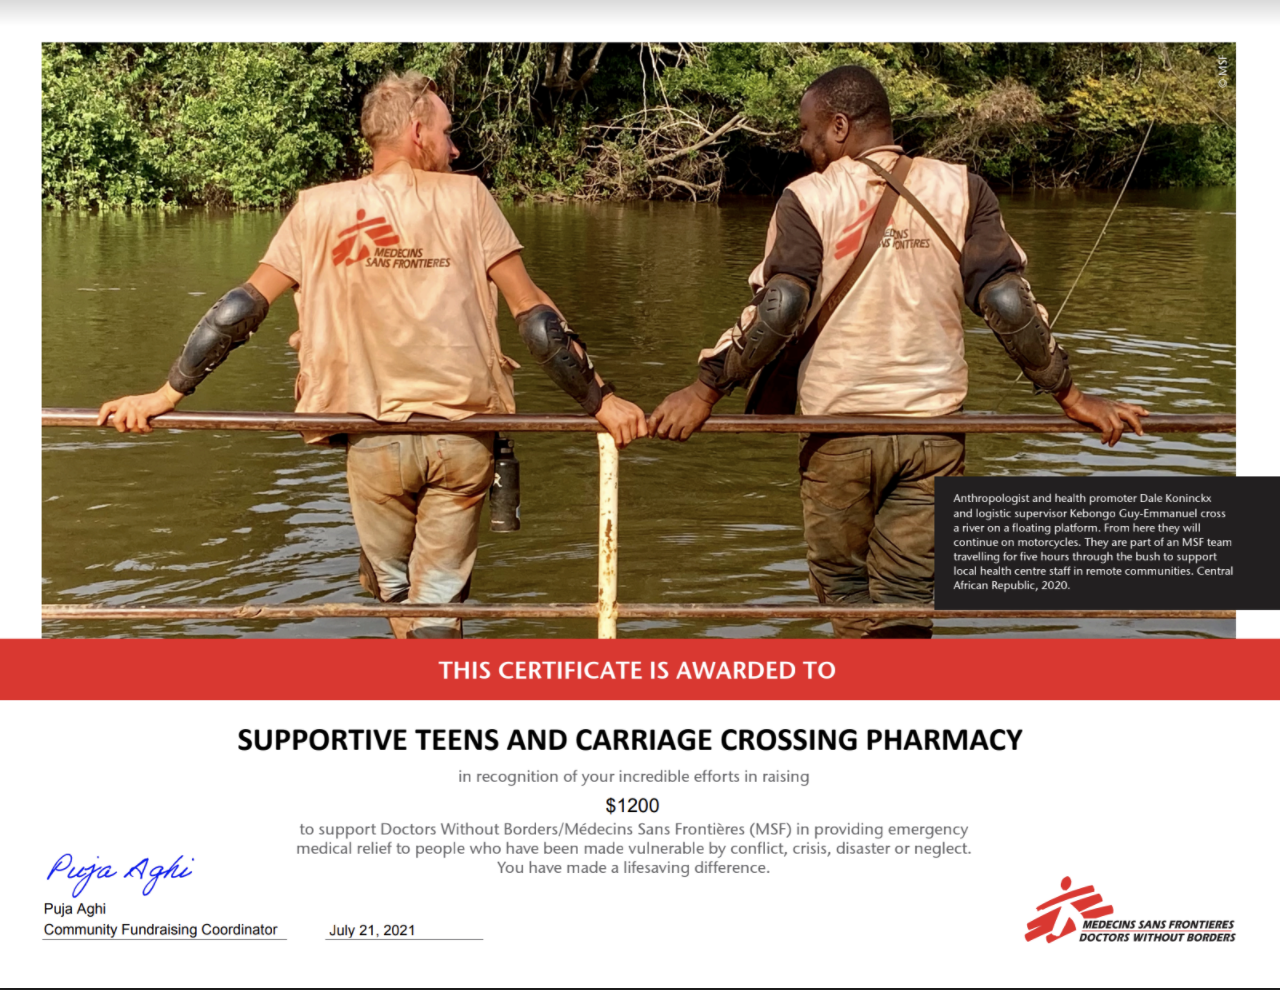 © MSF
MEDECINS
SANS FRONTIERES
Anthropologist and health promoter Dale Koninckx
and logistic supervisor Kebongo Guy-Emmanuel cross
a river on a floating platform. From here they will
continue on motorcycles. They are part of an MSF team
travelling for five hours through the bush to support
local health centre staff in remote communities. Central
African Republic, 2020.
THIS CERTIFICATE IS AWARDED TO
SUPPORTIVE TEENS AND CARRIAGE CROSSING PHARMACY
in recognition of your incredible efforts in raising
$1200
to support Doctors Without Borders/Médecins Sans Frontières (MSF) in providing emergency
medical relief to people who have been made vulnerable by conflict, crisis, disaster or neglect.
You have made a lifesaving difference.
Puja Aghi
Puja Aghi
Community Fundraising Coordinator
July 21, 2021
MEDECINS SANS FRONTIERES
DOCTORS WITHOUT BORDERS